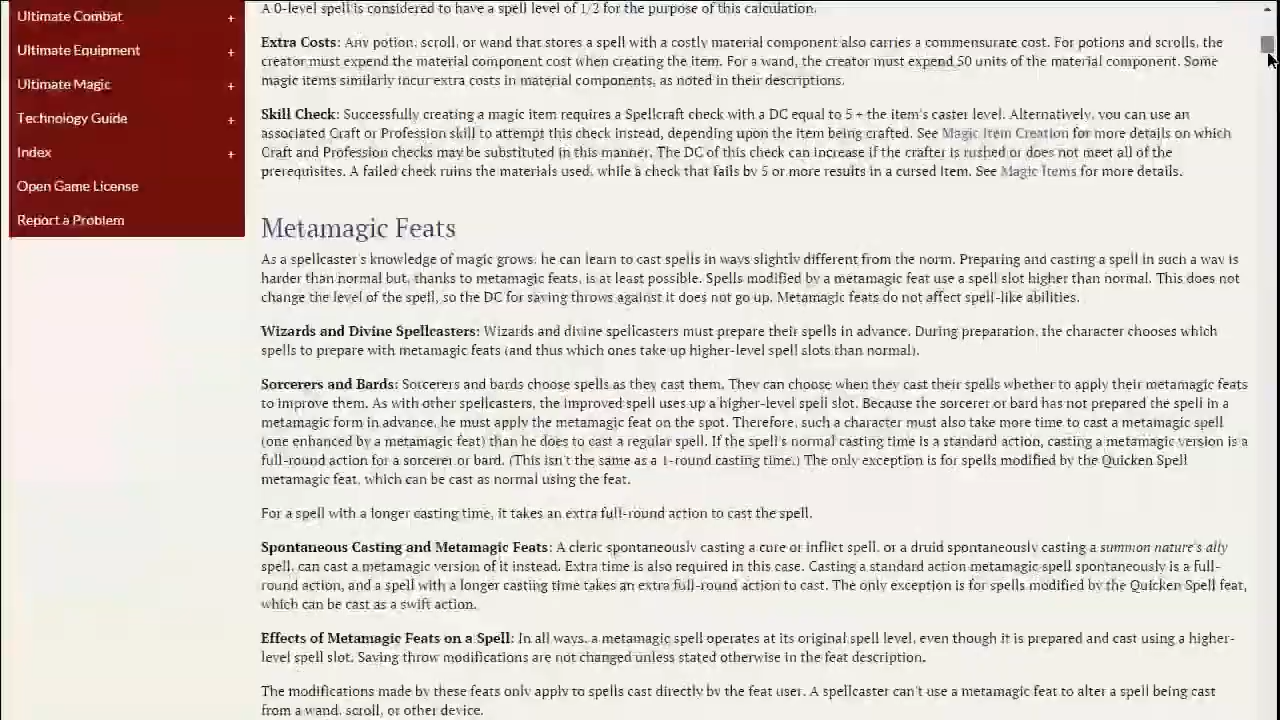 Ultimate Combat +
Ultimate Equipment +
Ultimate Magic +
Technology Guide +
Index +
Open Game License
Report a Problem
A 0-level spell is considered to have a spell level of 1/2 for the purpose of this calculation.
Extra Costs: Any potion, scroll, or wand that stores a spell with a costly material component also carries a commensurate cost. For potions and scrolls, the
creator must expend the material component cost when creating the item. For a wand, the creator must expend 50 units of the material component. Some
magic items similarly incur extra costs in material components, as noted in their descriptions.
Skill Check: Successfully creating a magic item requires a Spellcraft check with a DC equal to 5 + the item's caster level. Alternatively, you can use an
associated Craft or Profession skill to attempt this check instead, depending upon the item being crafted. See Magic Item Creation for more details on which
Craft and Profession checks may be substituted in this manner. The DC of this check can increase if the crafter is rushed or does not meet all of the
prerequisites. A failed check ruins the materials used, while a check that fails by 5 or more results in a cursed item. See Magic Items for more details.
Metamagic Feats
As a spellcaster's knowledge of magic grows, he can learn to cast spells in ways slightly different from the norm. Preparing and casting a spell in such a way is
harder than normal but, thanks to metamagic feats, is at least possible. Spells modified by a metamagic feat use a spell slot higher than normal. This does not
change the level of the spell, so the DC for saving throws against it does not go up. Metamagic feats do not affect spell-like abilities.
Wizards and Divine Spellcasters: Wizards and divine spellcasters must prepare their spells in advance. During preparation, the character chooses which
spells to prepare with metamagic feats (and thus which ones take up higher-level spell slots than normal).
Sorcerers and Bards: Sorcerers and bards choose spells as they cast them. They can choose when they cast their spells whether to apply their metamagic feats
to improve them. As with other spellcasters, the improved spell uses up a higher-level spell slot. Because the sorcerer or bard has not prepared the spell in a
metamagic form in advance, he must apply the metamagic feat on the spot. Therefore, such a character must also take more time to cast a metamagic spell
(one enhanced by a metamagic feat) than he does to cast a regular spell. If the spell's normal casting time is a standard action, casting a metamagic version is a
full-round action for a sorcerer or bard. (This isn't the same as a 1-round casting time.) The only exception is for spells modified by the Quicken Spell
metamagic feat, which can be cast as normal using the feat.
For a spell with a longer casting time, it takes an extra full-round action to cast the spell.
Spontaneous Casting and Metamagic Feats: A cleric spontaneously casting a cure or inflict spell, or a druid spontaneously casting a summon nature's ally
spell, can cast a metamagic version of it instead. Extra time is also required in this case. Casting a standard action metamagic spell spontaneously is a full-
round action, and a spell with a longer casting time takes an extra full-round action to cast. The only exception is for spells modified by the Quicken Spell feat,
which can be cast as a swift action.
Effects of Metamagic Feats on a Spell: In all ways, a metamagic spell operates at its original spell level, even though it is prepared and cast using a higher-
level spell slot. Saving throw modifications are not changed unless stated otherwise in the feat description.
The modifications made by these feats only apply to spells cast directly by the feat user. A spellcaster can't use a metamagic feat to alter a spell being cast
from a wand, scroll, or other device.